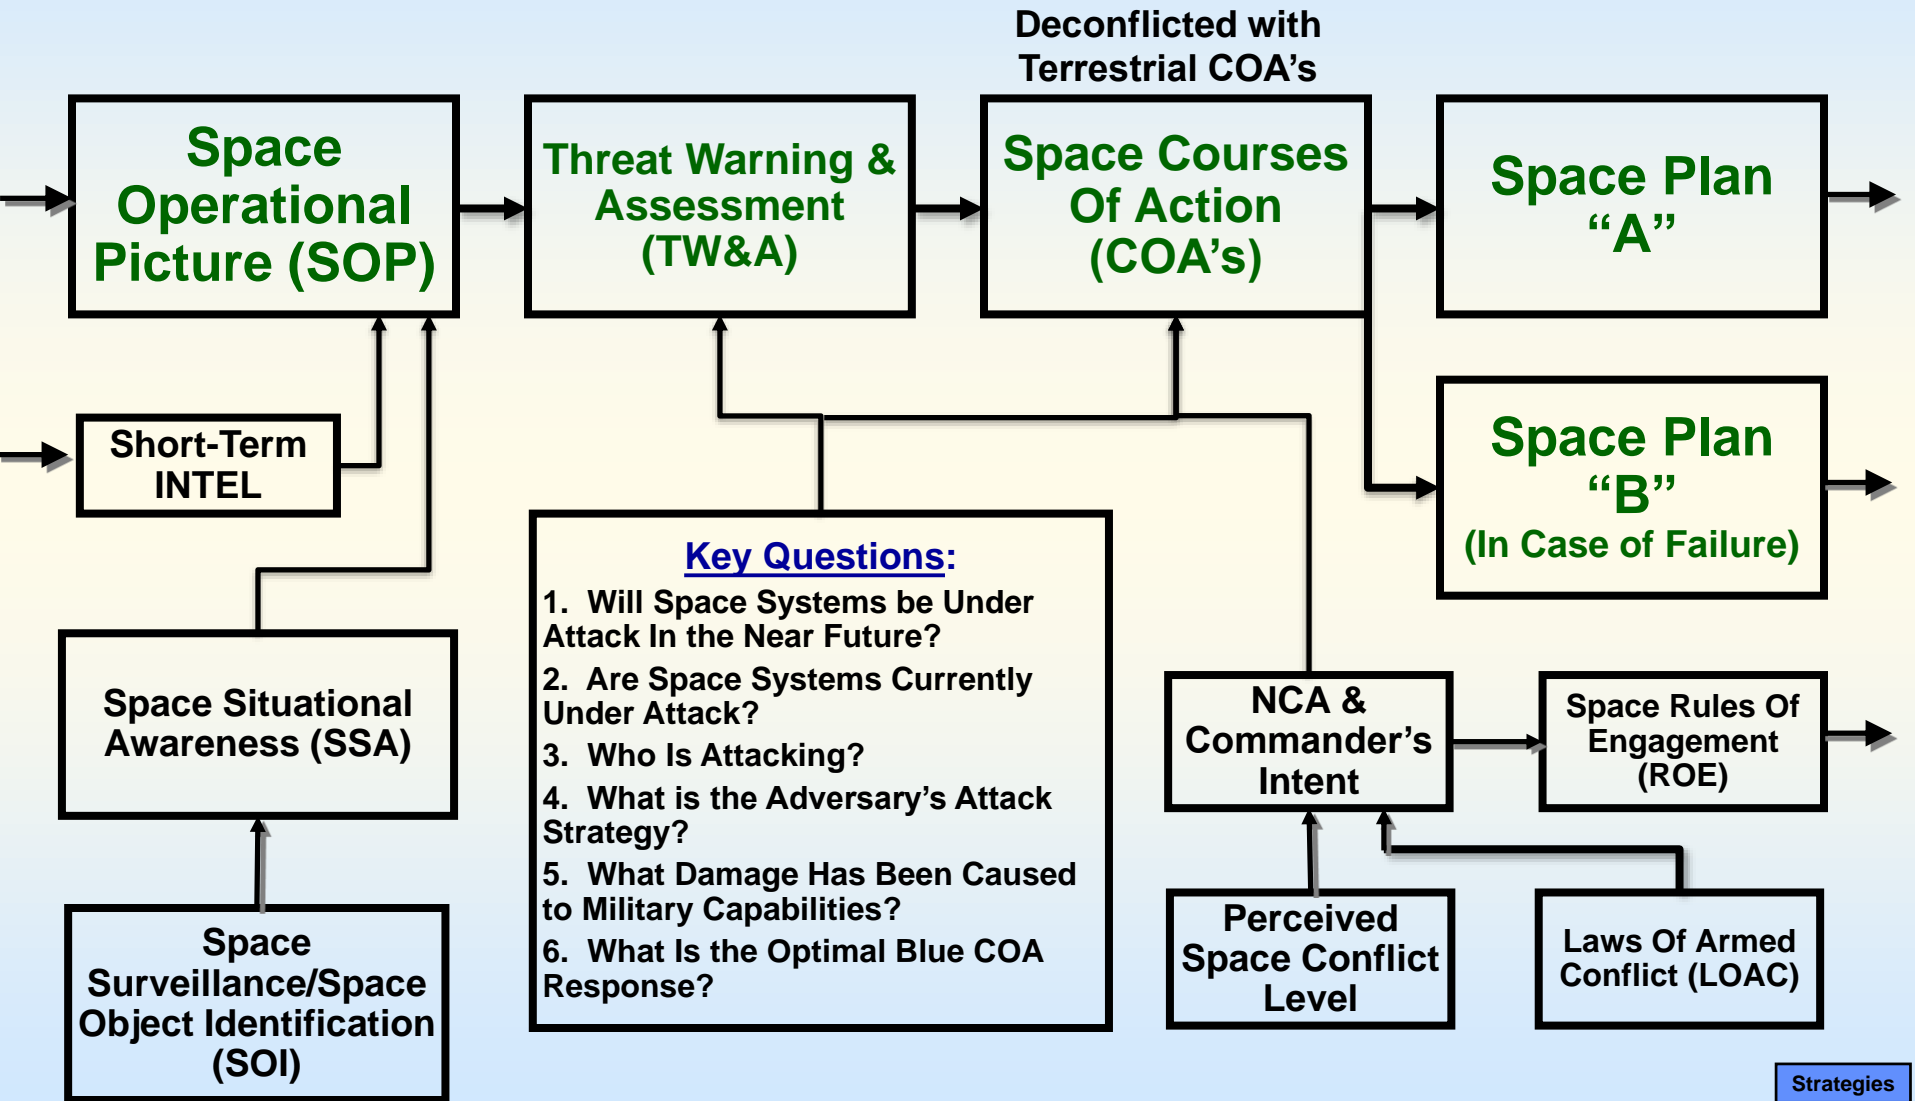 Deconflicted with
Terrestrial COA’s
Space
Operational
Picture (SOP)
Threat Warning &
Assessment
(TW&A)
Space Courses
Of Action
(COA’s)
Space Plan
“A”
Short-Term
INTEL
Space Plan
“B”
(In Case of Failure)
Key Questions:
1. Will Space Systems be Under
Attack In the Near Future?
2. Are Space Systems Currently
Under Attack?
3. Who Is Attacking?
4. What is the Adversary’s Attack
Strategy?
5. What Damage Has Been Caused
to Military Capabilities?
6. What Is the Optimal Blue COA
Response?
Space Situational
Awareness (SSA)
NCA &
Commander’s
Intent
Space Rules Of
Engagement
(ROE)
Space
Surveillance/Space
Object Identification
(SOI)
Perceived
Space Conflict
Level
Laws Of Armed
Conflict (LOAC)
Strategies